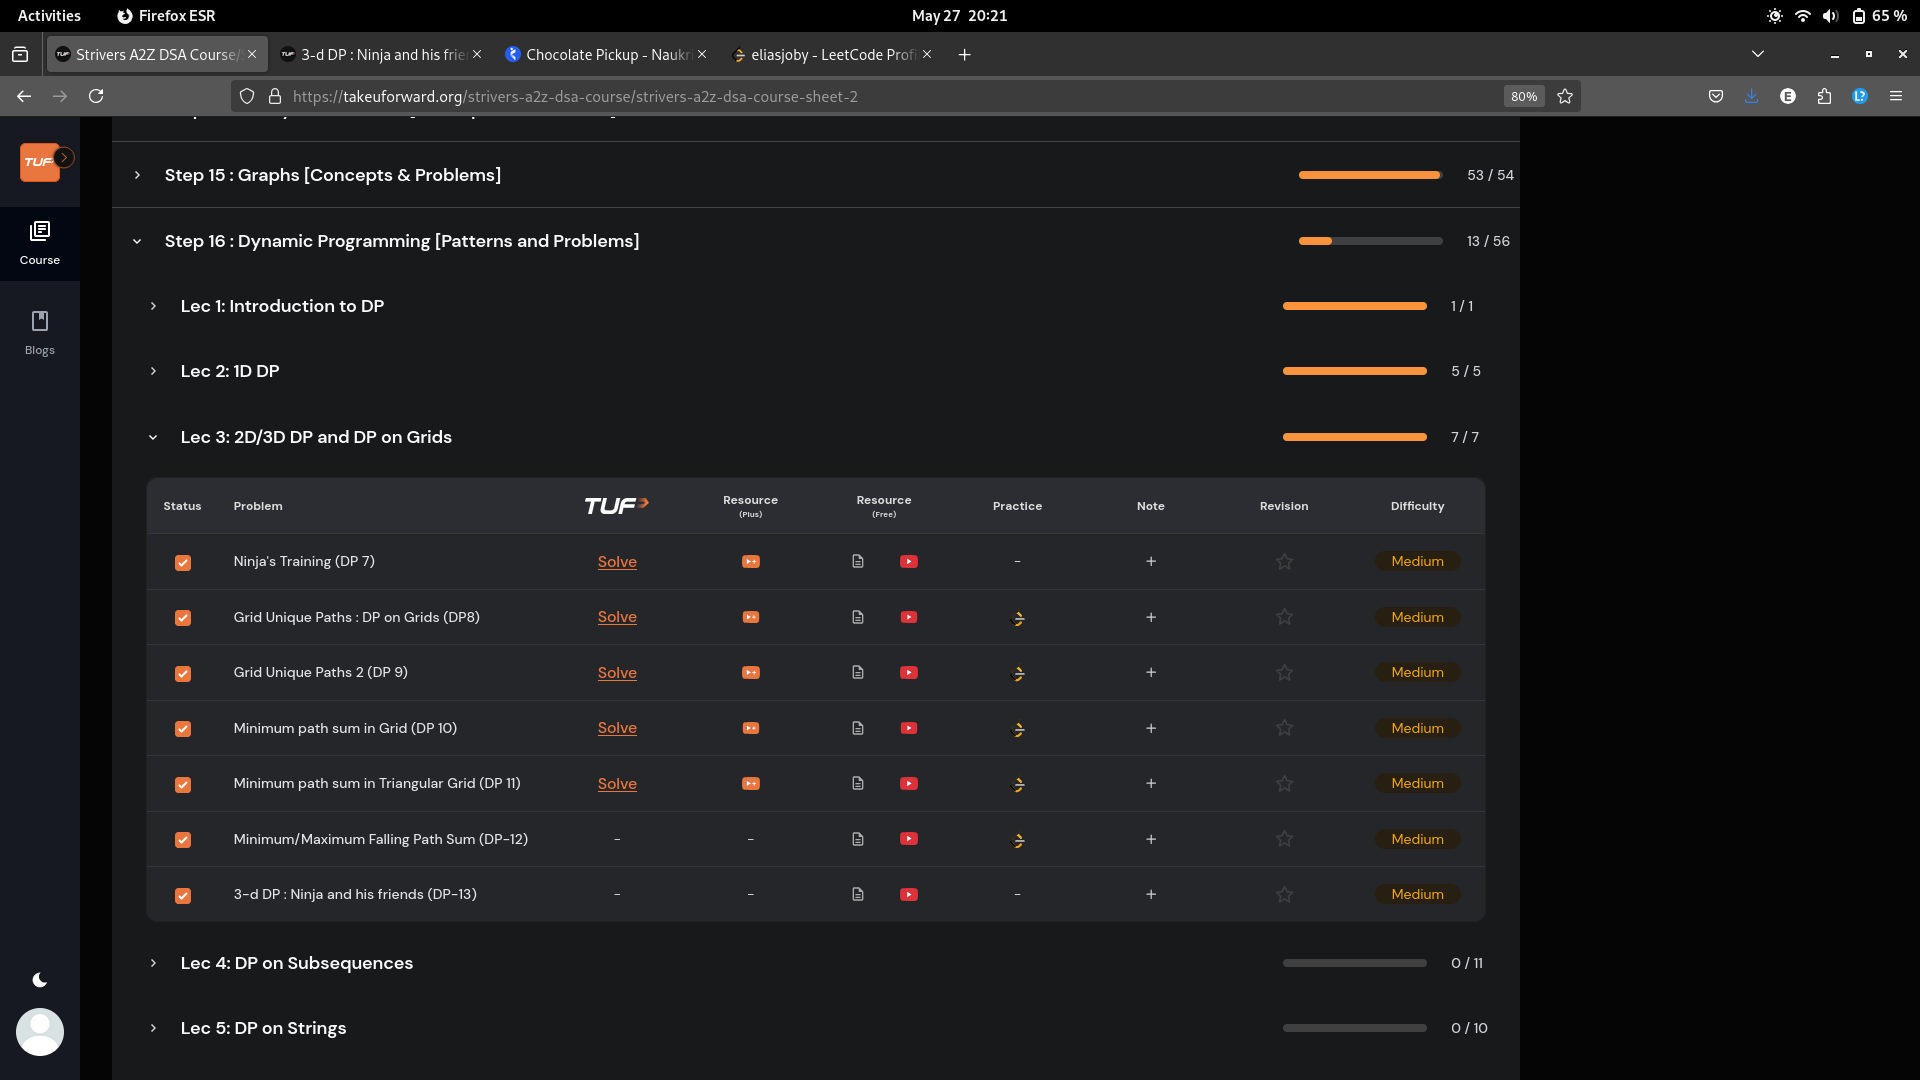 Activities Firefox ESR May 27 20:21 65 %
Strivers A2Z DSA Course/ 3-d DP : Ninja and his frie Chocolate Pickup - Naukri eliasjoby - LeetCode Profi
https://takeuforward.org/strivers-a2z-dsa-course/strivers-a2z-dsa-course-sheet-2 80% E L?
TUF
Step 15 : Graphs [Concepts & Problems] 53 / 54
Step 16 : Dynamic Programming [Patterns and Problems] 13 / 56
Course
Lec 1: Introduction to DP 1 / 1
Blogs
Lec 2: 1D DP 5 / 5
Lec 3: 2D/3D DP and DP on Grids 7 / 7
Status Problem TUF Resource (Plus) Resource (Free) Practice Note Revision Difficulty
Ninja's Training (DP 7) Solve - + Medium
Grid Unique Paths : DP on Grids (DP8) Solve + Medium
Grid Unique Paths 2 (DP 9) Solve + Medium
Minimum path sum in Grid (DP 10) Solve + Medium
Minimum path sum in Triangular Grid (DP 11) Solve + Medium
Minimum/Maximum Falling Path Sum (DP-12) - - + Medium
3-d DP : Ninja and his friends (DP-13) - - - + Medium
Lec 4: DP on Subsequences 0 / 11
Lec 5: DP on Strings 0 / 10